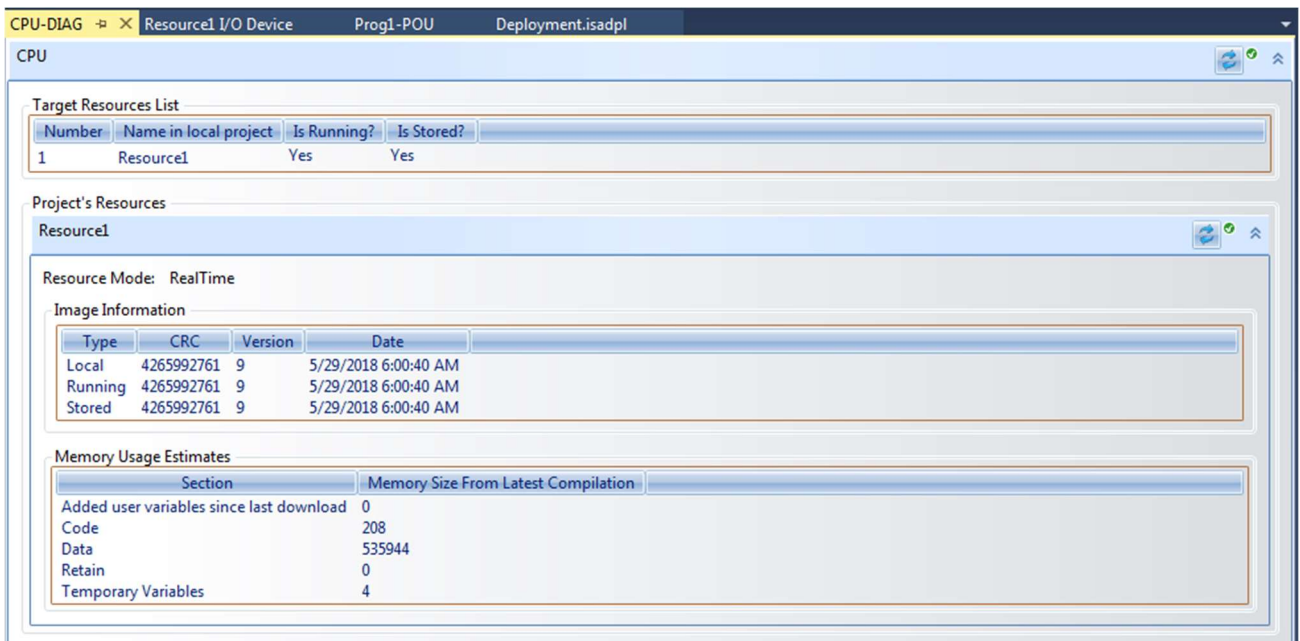 CPU-DIAG Resource1 I/O Device Prog1-POU Deployment.isadpl
CPU
Target Resources List
Number Name in local project Is Running? Is Stored?
1 Resource1 Yes Yes
Project's Resources
Resource1
Resource Mode: RealTime
Image Information
Type CRC Version Date
Local 4265992761 9 5/29/2018 6:00:40 AM
Running 4265992761 9 5/29/2018 6:00:40 AM
Stored 4265992761 9 5/29/2018 6:00:40 AM
Memory Usage Estimates
Section Memory Size From Latest Compilation
Added user variables since last download 0
Code 208
Data 535944
Retain 0
Temporary Variables 4